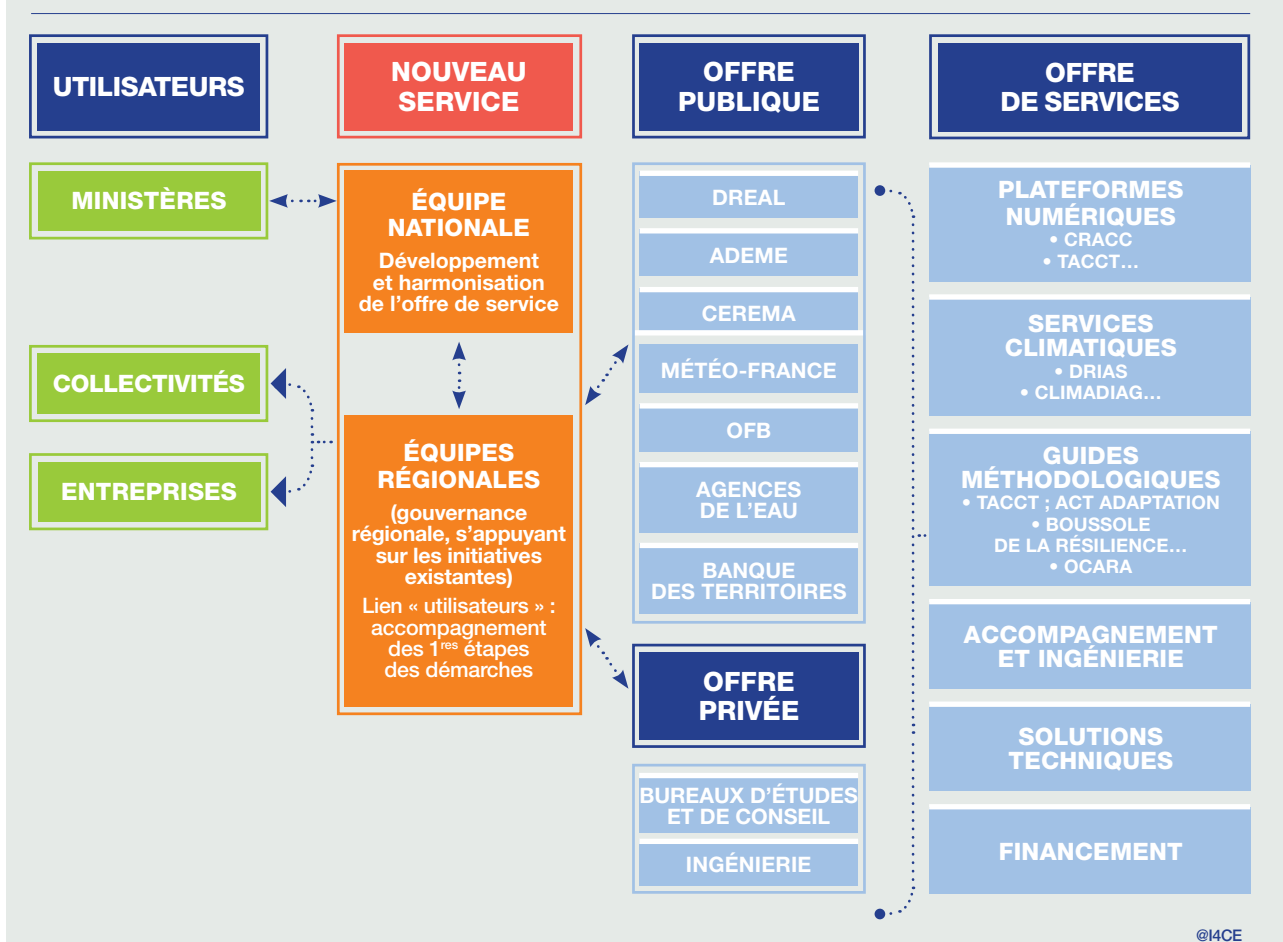 UTILISATEURS
NOUVEAU
SERVICE
OFFRE
PUBLIQUE
OFFRE
DE SERVICES
MINISTÈRES
COLLECTIVITÉS
ENTREPRISES
ÉQUIPE
NATIONALE
Développement
et harmonisation
de l'offre de service
ÉQUIPES
RÉGIONALES
(gouvernance
régionale, s'appuyant
sur les initiatives
existantes)
Lien « utilisateurs » :
accompagnement
des 1res étapes
des démarches
DREAL
ADEME
CEREMA
MÉTÉO-FRANCE
OFB
AGENCES
DE L'EAU
BANQUE
DES TERRITOIRES
OFFRE
PRIVÉE
BUREAUX D'ÉTUDES
ET DE CONSEIL
INGÉNIERIE
PLATEFORMES
NUMÉRIQUES
• CRACC
• TACCT…
SERVICES
CLIMATIQUES
• DRIAS
• CLIMADIAG…
GUIDES
MÉTHODOLOGIQUES
• TACCT ; ACT ADAPTATION
• BOUSSOLE
DE LA RÉSILIENCE…
• OCARA
ACCOMPAGNEMENT
ET INGÉNIERIE
SOLUTIONS
TECHNIQUES
FINANCEMENT
@I4CE